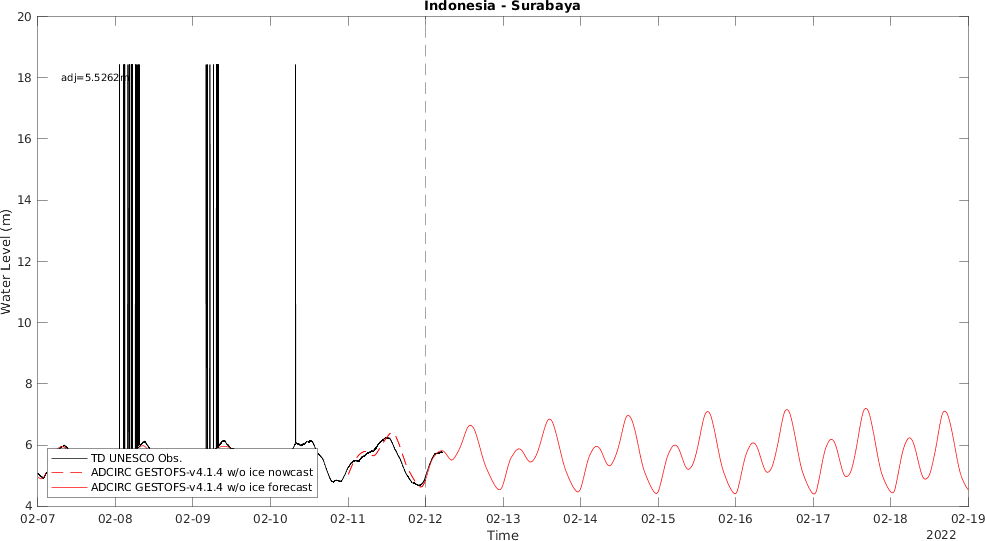 Indonesia - Surabaya
20
18
16
14
12
10
8
6
4
adj=5.5262m
Water Level (m)
TD UNESCO Obs.
ADCIRC GESTOFS-v4.1.4 w/o ice nowcast
ADCIRC GESTOFS-v4.1.4 w/o ice forecast
02-07 02-08 02-09 02-10 02-11 02-12 02-13 02-14 02-15 02-16 02-17 02-18 02-19
Time
2022